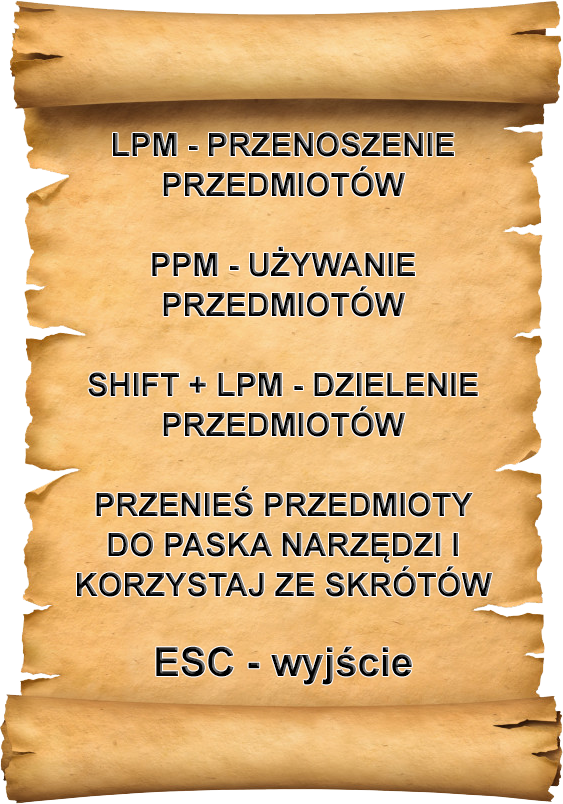 LPM - PRZENOSZENIE
PRZEDMIOTÓW
PPM - UŻYWANIE
PRZEDMIOTÓW
SHIFT + LPM - DZIELENIE
PRZEDMIOTÓW
PRZENIEŚ PRZEDMIOTY
DO PASKA NARZĘDZI I
KORZYSTAJ ZE SKRÓTÓW
ESC - wyjście